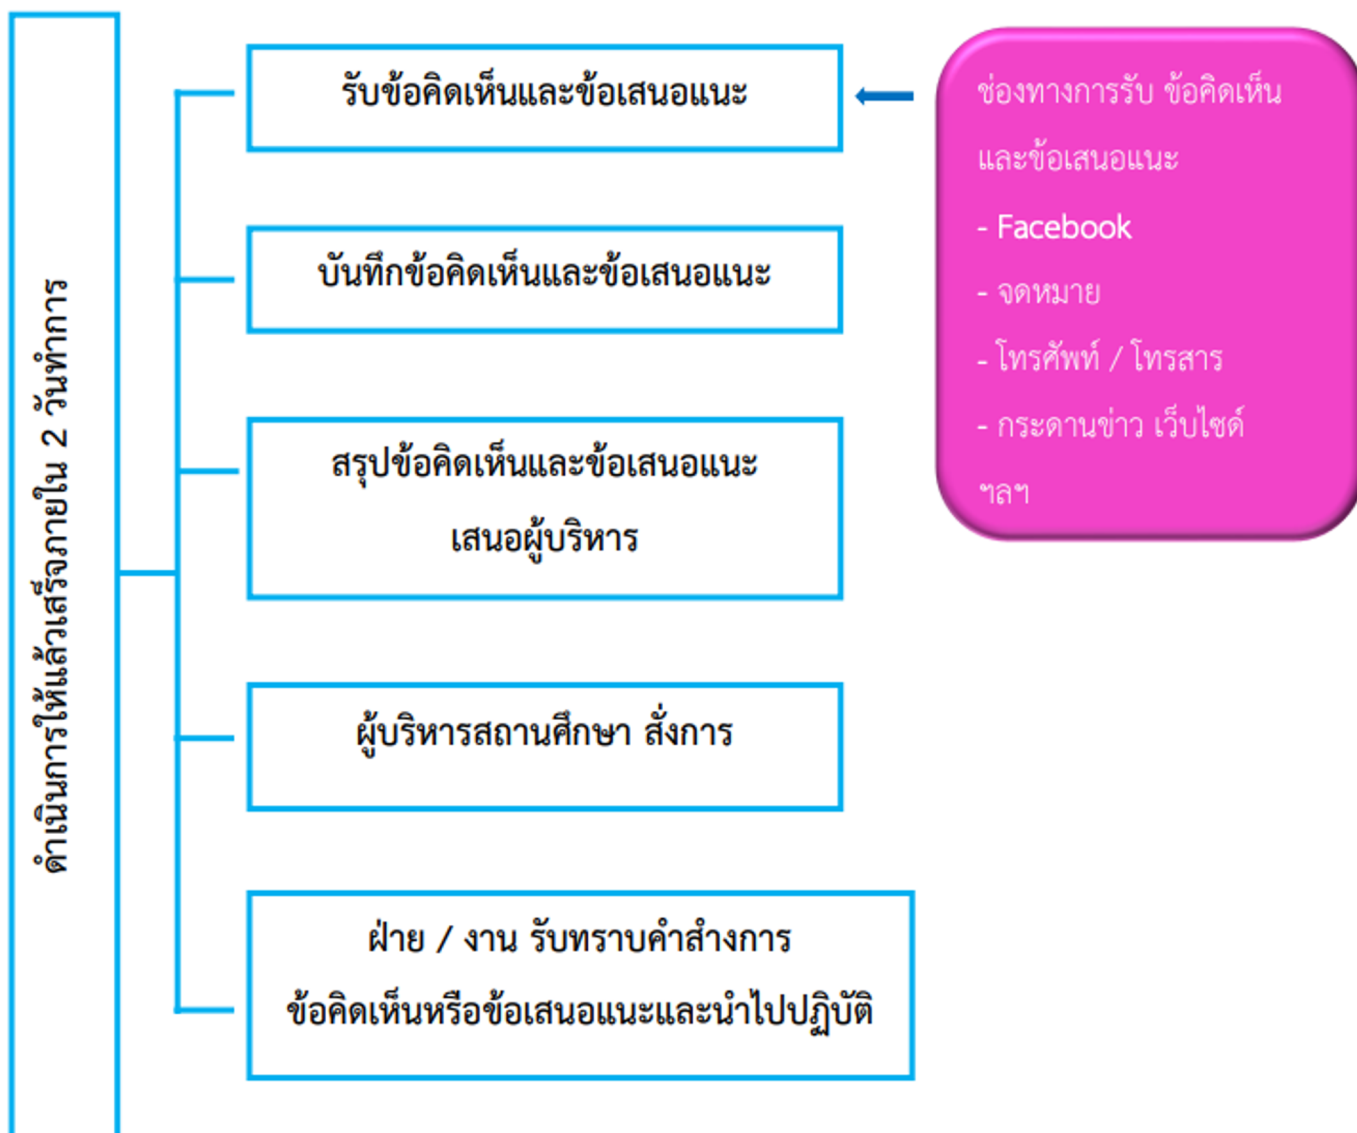 ดำเนินการให้แล้วเสร็จภายใน 2 วันทำการ
รับข้อคิดเห็นและข้อเสนอแนะ
บันทึกข้อคิดเห็นและข้อเสนอแนะ
สรุปข้อคิดเห็นและข้อเสนอแนะ
เสนอผู้บริหาร
ผู้บริหารสถานศึกษา สั่งการ
ฝ่าย / งาน รับทราบคำสำางการ
ข้อคิดเห็นหรือข้อเสนอแนะและนำไปปฏิบัติ
ช่องทางการรับ ข้อคิดเห็น
และข้อเสนอแนะ
- Facebook
- จดหมาย
- โทรศัพท์ / โทรสาร
- กระดานข่าว เว็บไซด์
ฯลฯ